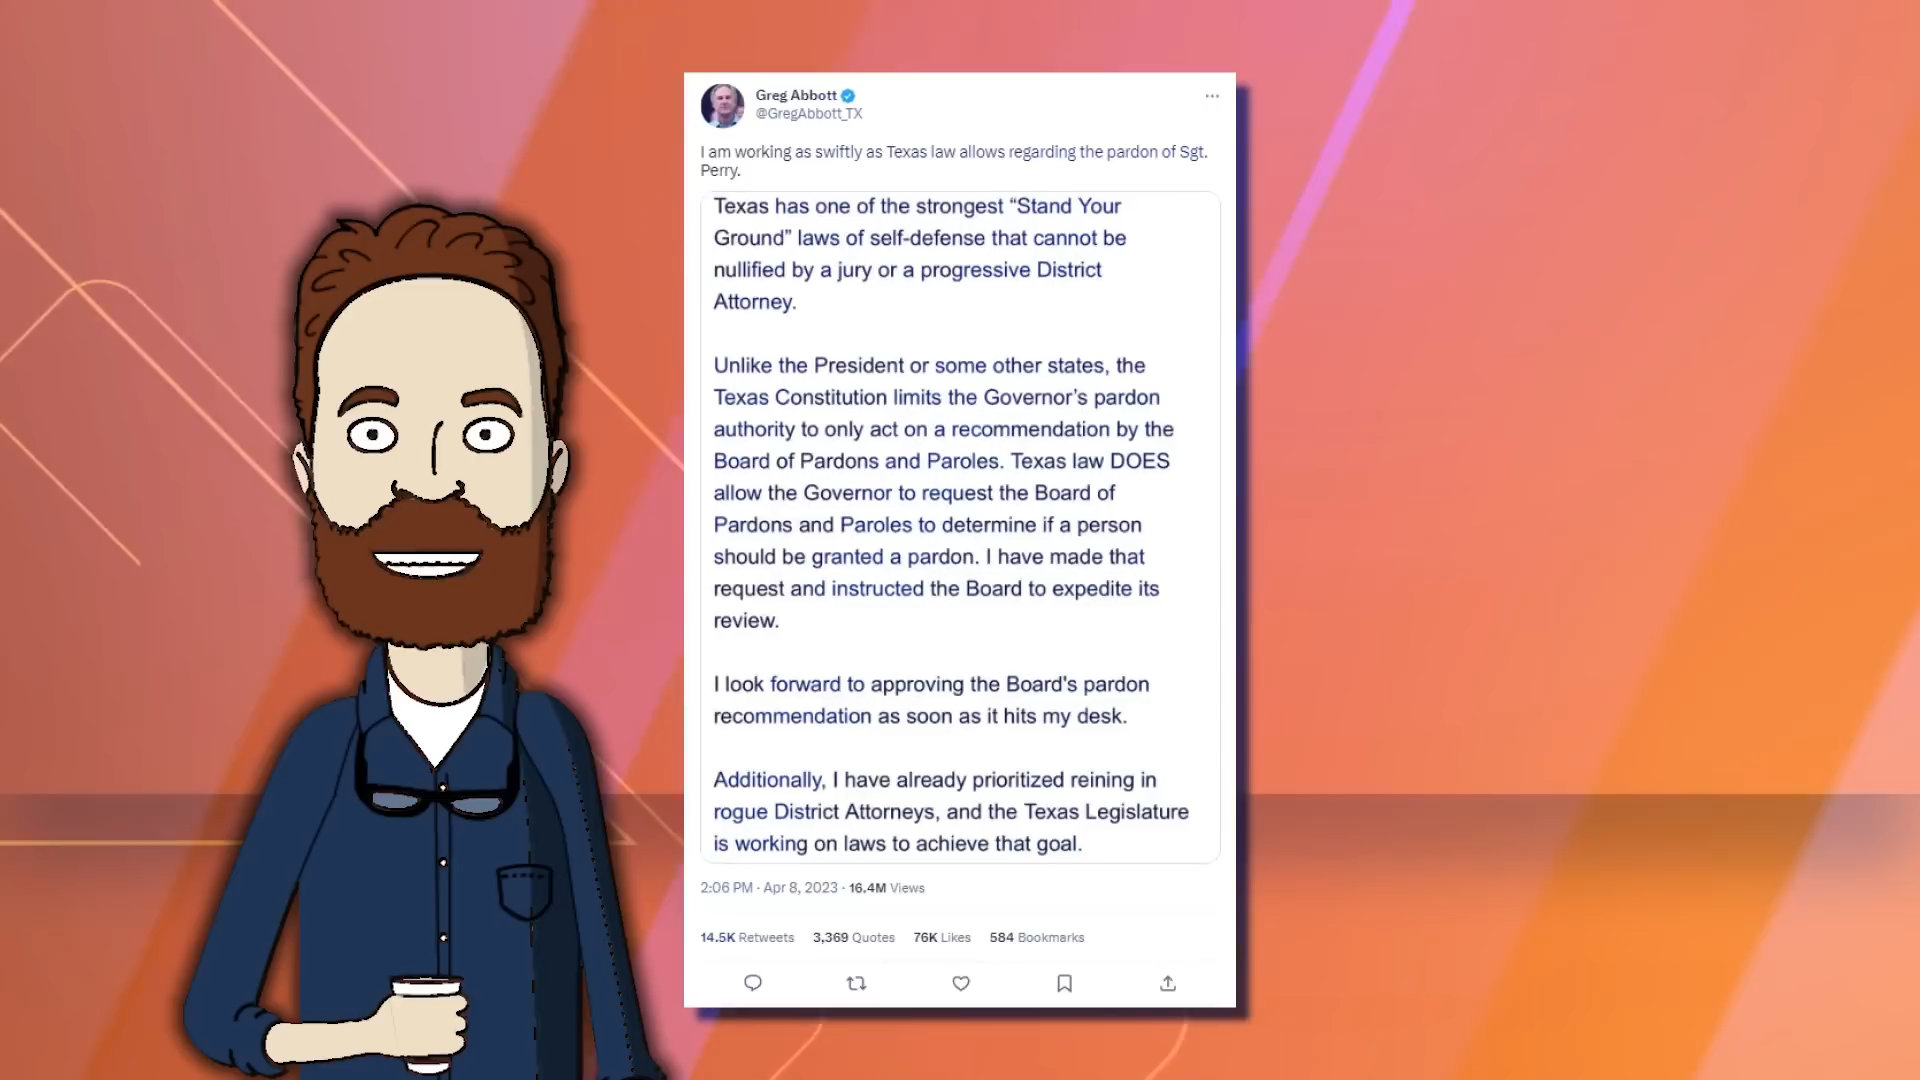 Greg Abbott
@GregAbbott_TX
I am working as swiftly as Texas law allows regarding the pardon of Sgt.
Perry.
Texas has one of the strongest “Stand Your
Ground” laws of self-defense that cannot be
nullified by a jury or a progressive District
Attorney.
Unlike the President or some other states, the
Texas Constitution limits the Governor’s pardon
authority to only act on a recommendation by the
Board of Pardons and Paroles. Texas law DOES
allow the Governor to request the Board of
Pardons and Paroles to determine if a person
should be granted a pardon. I have made that
request and instructed the Board to expedite its
review.
I look forward to approving the Board's pardon
recommendation as soon as it hits my desk.
Additionally, I have already prioritized reining in
rogue District Attorneys, and the Texas Legislature
is working on laws to achieve that goal.
2:06 PM · Apr 8, 2023 · 16.4M Views
14.5K Retweets 3,369 Quotes 76K Likes 584 Bookmarks